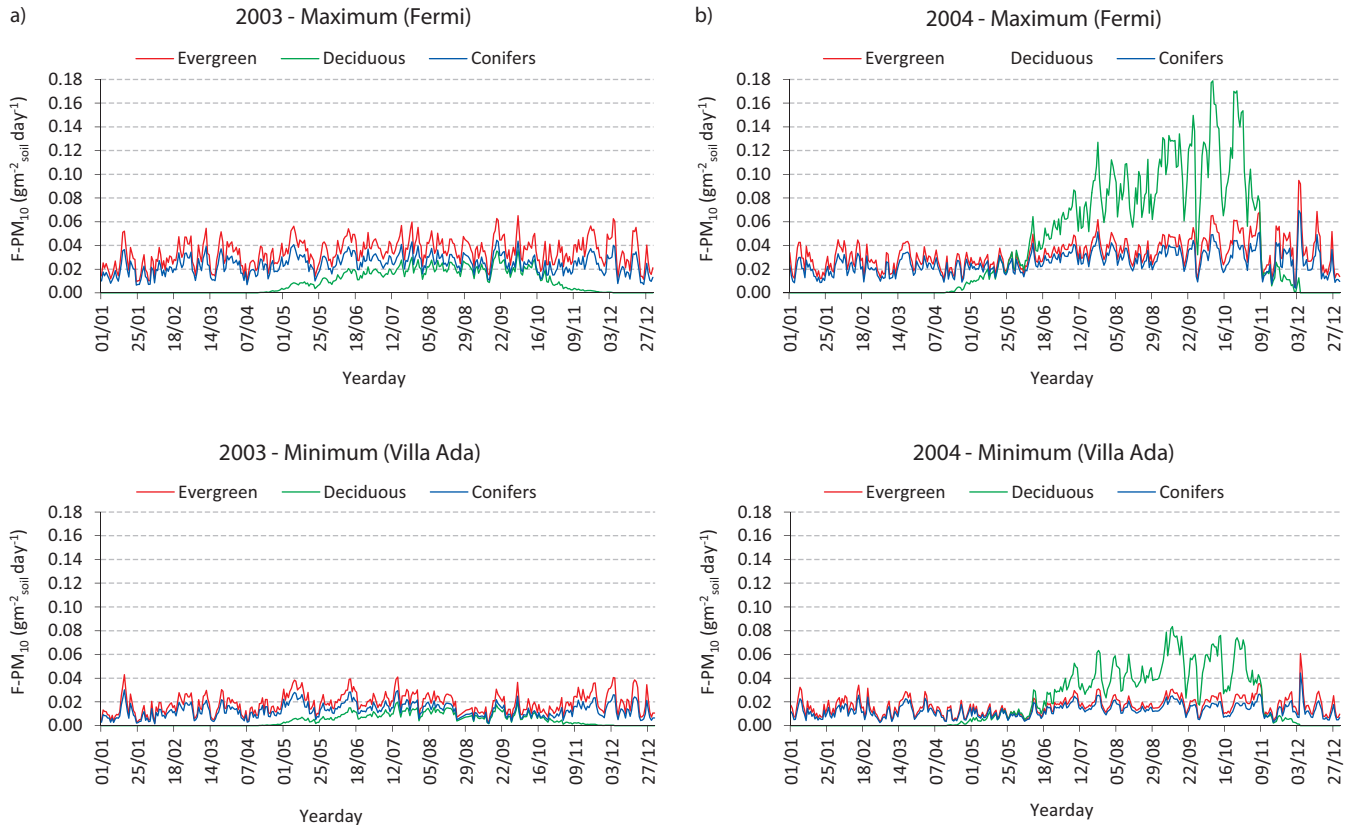 a)
2003 - Maximum (Fermi)
Evergreen Deciduous Conifers
F-PM10 (gm-2soil day-1)
0.18
0.16
0.14
0.12
0.10
0.08
0.06
0.04
0.02
0.00
01/01 25/01 18/02 14/03 07/04 01/05 25/05 18/06 12/07 05/08 29/08 22/09 16/10 09/11 03/12 27/12
Yearday
b)
2004 - Maximum (Fermi)
Evergreen Deciduous Conifers
F-PM10 (gm-2soil day-1)
0.18
0.16
0.14
0.12
0.10
0.08
0.06
0.04
0.02
0.00
01/01 25/01 18/02 14/03 07/04 01/05 25/05 18/06 12/07 05/08 29/08 22/09 16/10 09/11 03/12 27/12
Yearday
2003 - Minimum (Villa Ada)
Evergreen Deciduous Conifers
F-PM10 (gm-2soil day-1)
0.18
0.16
0.14
0.12
0.10
0.08
0.06
0.04
0.02
0.00
01/01 25/01 18/02 14/03 07/04 01/05 25/05 18/06 12/07 05/08 29/08 22/09 16/10 09/11 03/12 27/12
Yearday
2004 - Minimum (Villa Ada)
Evergreen Deciduous Conifers
F-PM10 (gm-2soil day-1)
0.18
0.16
0.14
0.12
0.10
0.08
0.06
0.04
0.02
0.00
01/01 25/01 18/02 14/03 07/04 01/05 25/05 18/06 12/07 05/08 29/08 22/09 16/10 09/11 03/12 27/12
Yearday